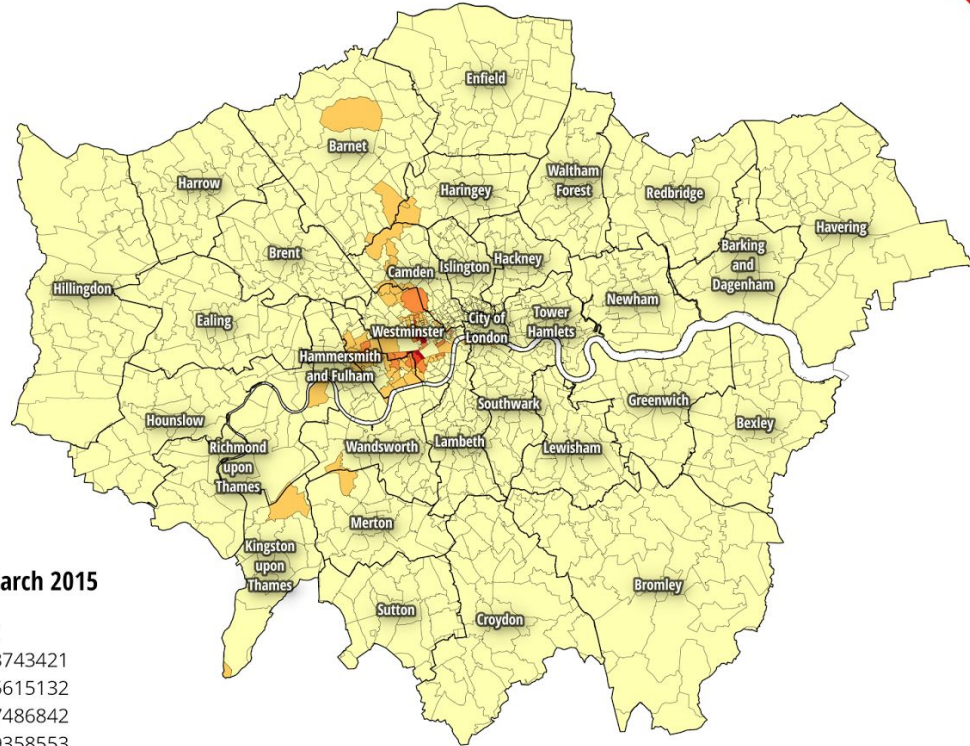 Enfield
Barnet
Harrow
Haringey
Waltham
Forest
Redbridge
Havering
Brent
Camden
Islington
Hackney
Barking
and
Dagenham
Hillingdon
Ealing
Westminster
City of
London
Tower
Hamlets
Newham
Hammersmith
and Fulham
Hounslow
Southwark
Greenwich
Bexley
Richmond
upon
Thames
Wandsworth
Lambeth
Lewisham
Merton
Kingston
upon
Thames
Sutton
Croydon
Bromley
arch 2015
3743421
615132
7486842
358553